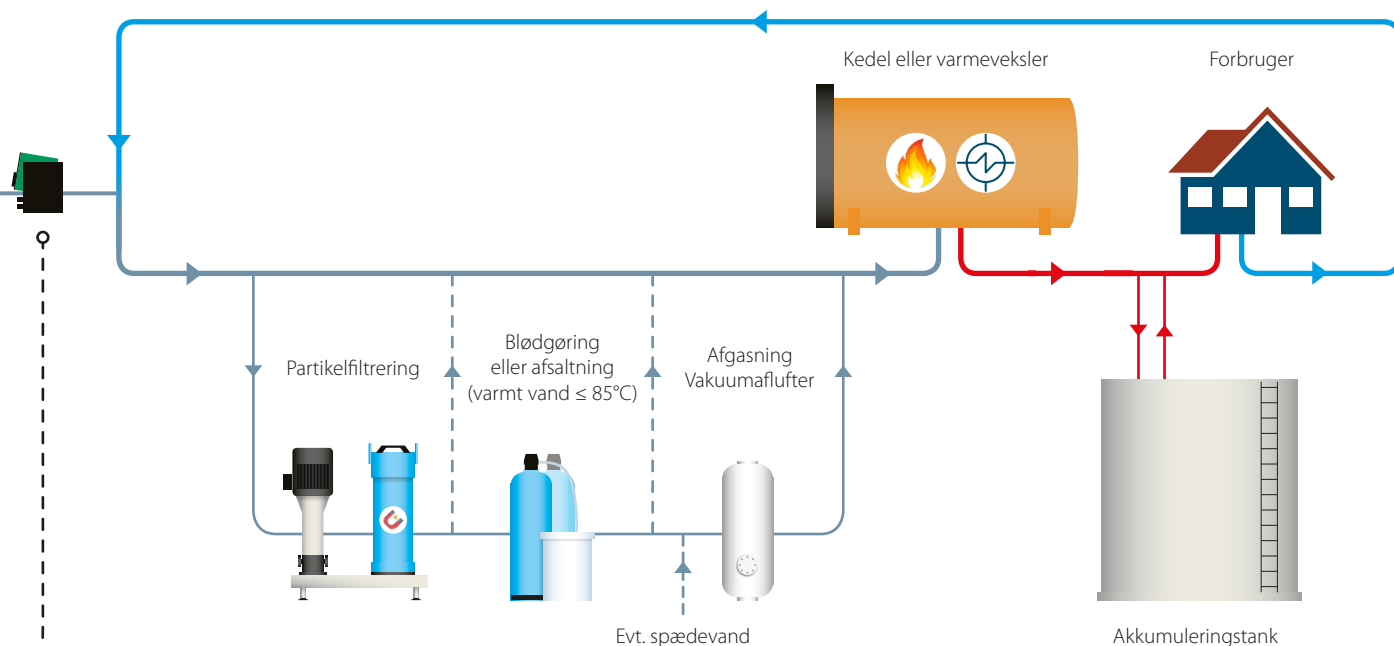 Kedel eller varmeveksler
Forbruger
Partikelfiltrering
Blødgøring
eller afsaltning
(varmt vand ≤ 85°C)
Afgasning
Vakuumaflufter
Evt. spædevand
Akkumuleringstank